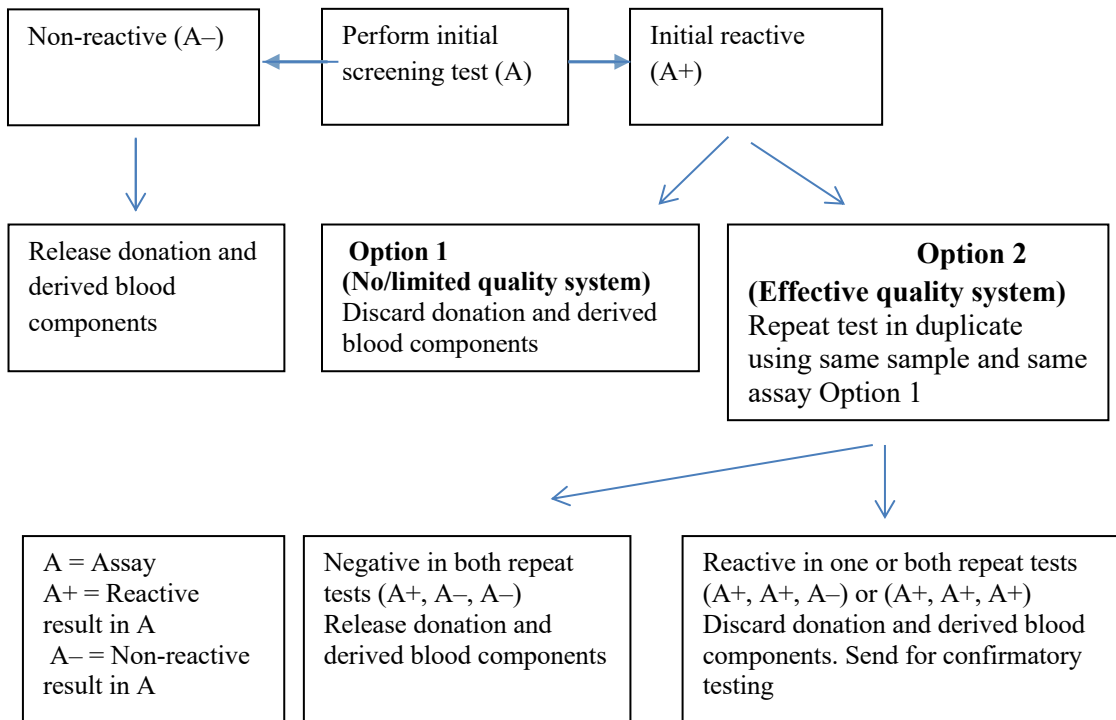 Non-reactive (A–)
Perform initial
screening test (A)
Initial reactive
(A+)
Release donation and
derived blood
components
Option 1
(No/limited quality system)
Discard donation and derived
blood components
Option 2
(Effective quality system)
Repeat test in duplicate
using same sample and same
assay Option 1
A = Assay
A+ = Reactive
result in A
A– = Non-reactive
result in A
Negative in both repeat
tests (A+, A–, A–)
Release donation and
derived blood components
Reactive in one or both repeat tests
(A+, A+, A–) or (A+, A+, A+)
Discard donation and derived blood
components. Send for confirmatory
testing